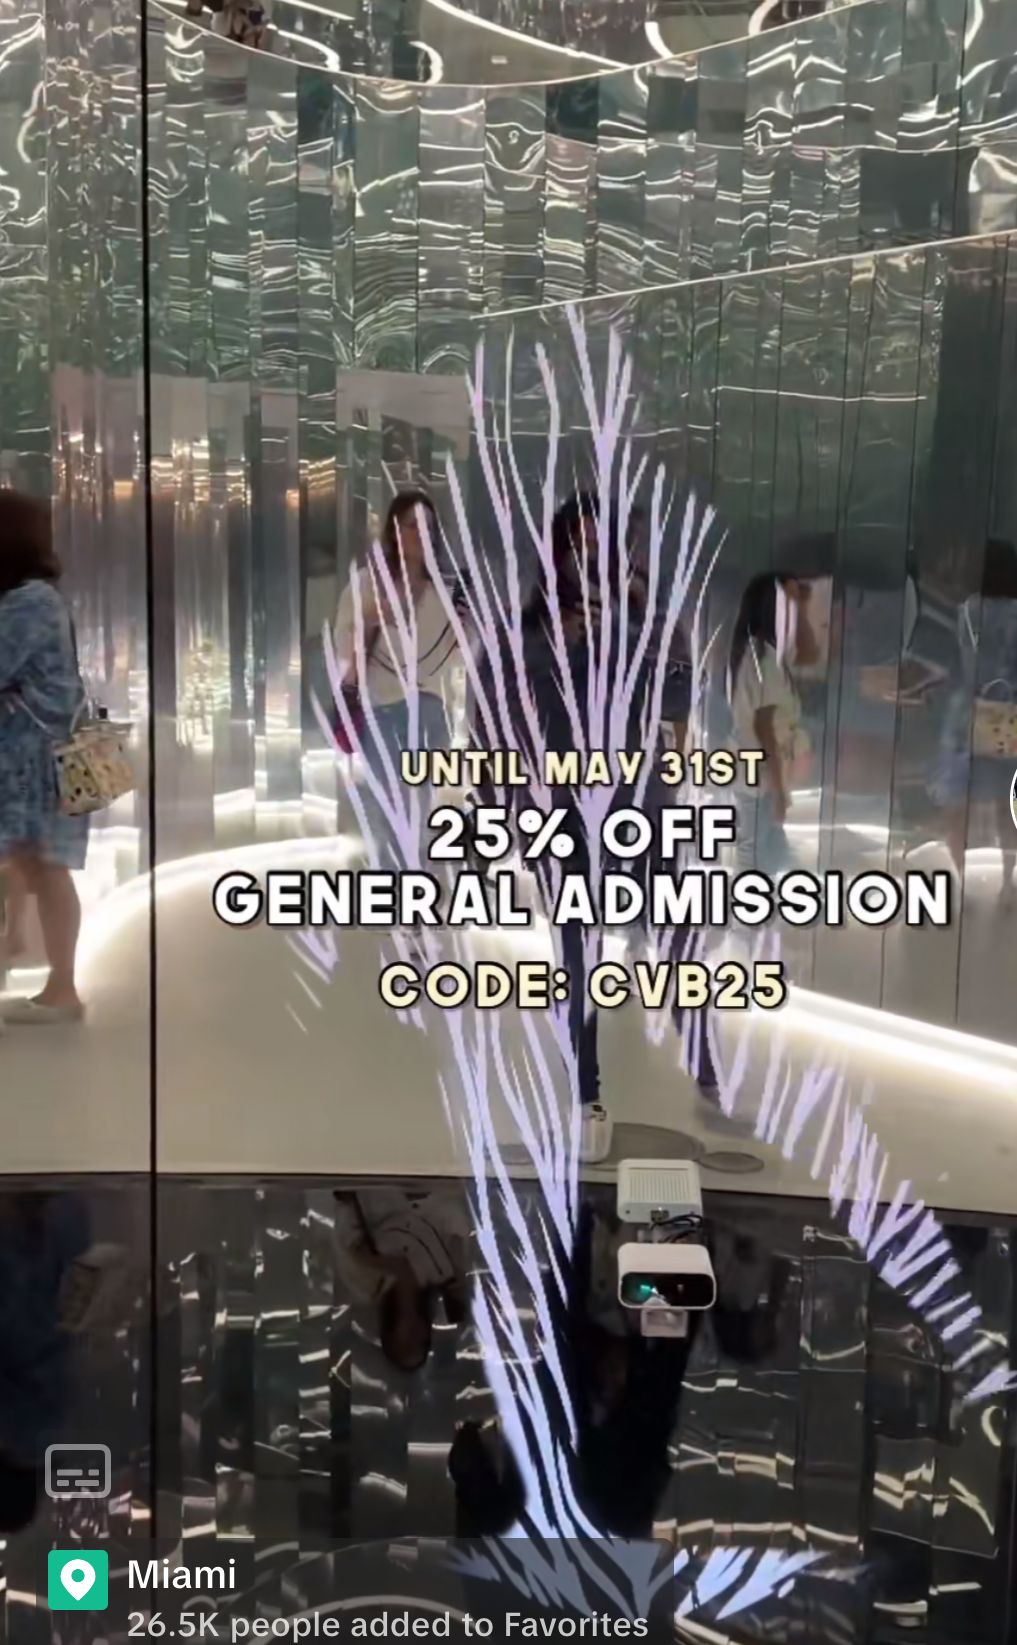 UNTIL MAY 31ST
25% OFF
GENERAL ADMISSION
CODE: CVB25
Miami
26.5K people added to Favorites